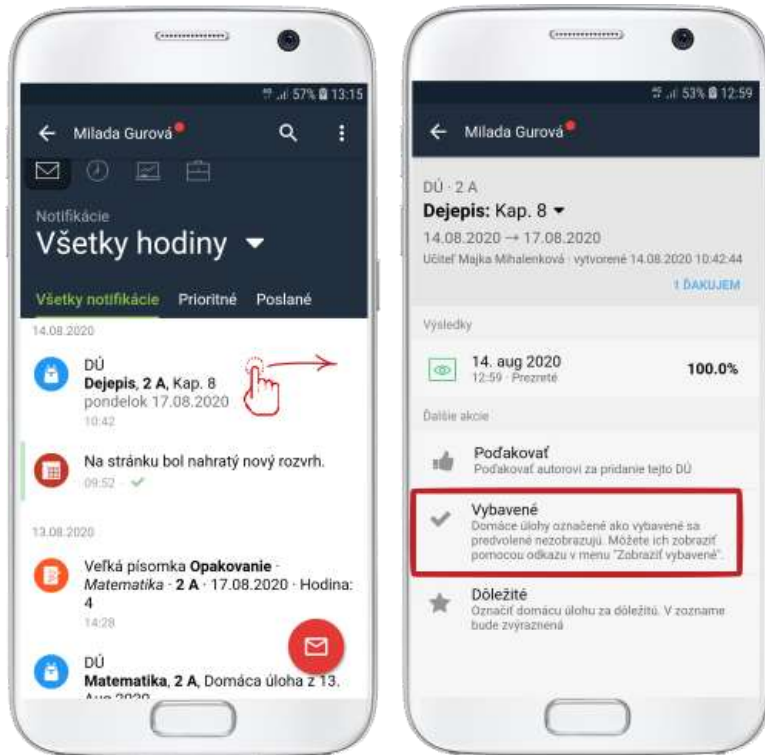 57% 13:15
Milada Gurová
Notifikácie
Všetky hodiny
Všetky notifikácie Prioritné Poslané
14.08.2020
DÚ
Dejepis, 2 A, Kap. 8
pondelok 17.08.2020
10:42
Na stránku bol nahratý nový rozvrh.
09:52
13.08.2020
Veľká písomka Opakovanie -
Matematika · 2 A · 17.08.2020 · Hodina:
4
14:28
DÚ
Matematika, 2 A, Domáca úloha z 13.
Aug 2020
53% 12:59
Milada Gurová
DÚ · 2 A
Dejepis: Kap. 8
14.08.2020 → 17.08.2020
Učiteľ Majka Mihalenková · vytvorené 14.08.2020 10:42:44
1 ĎAKUJEM
Výsledky
14. aug 2020
12:59 · Prezreté
100.0%
Ďalšie akcie
Poďakovať
Poďakovať autorovi za pridanie tejto DÚ
Vybavené
Domáce úlohy označené ako vybavené sa
predvolené nezobrazujú. Môžete ich zobraziť
pomocou odkazu v menu "Zobraziť vybavené".
Dôležité
Označiť domácu úlohu za dôležitú. V zozname
bude zvýraznená